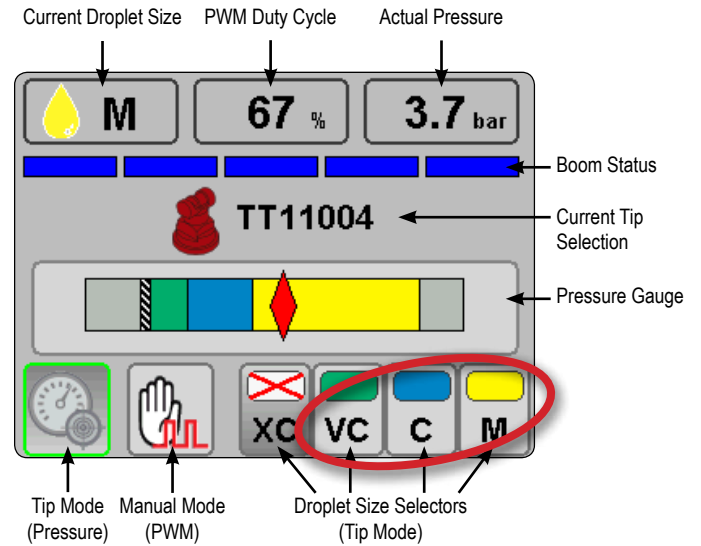 Current Droplet Size PWM Duty Cycle Actual Pressure
M 67 % 3.7 bar
Boom Status
TT11004
Current Tip
Selection
Pressure Gauge
XC VC C M
Tip Mode
(Pressure)
Manual Mode
(PWM)
Droplet Size Selectors
(Tip Mode)